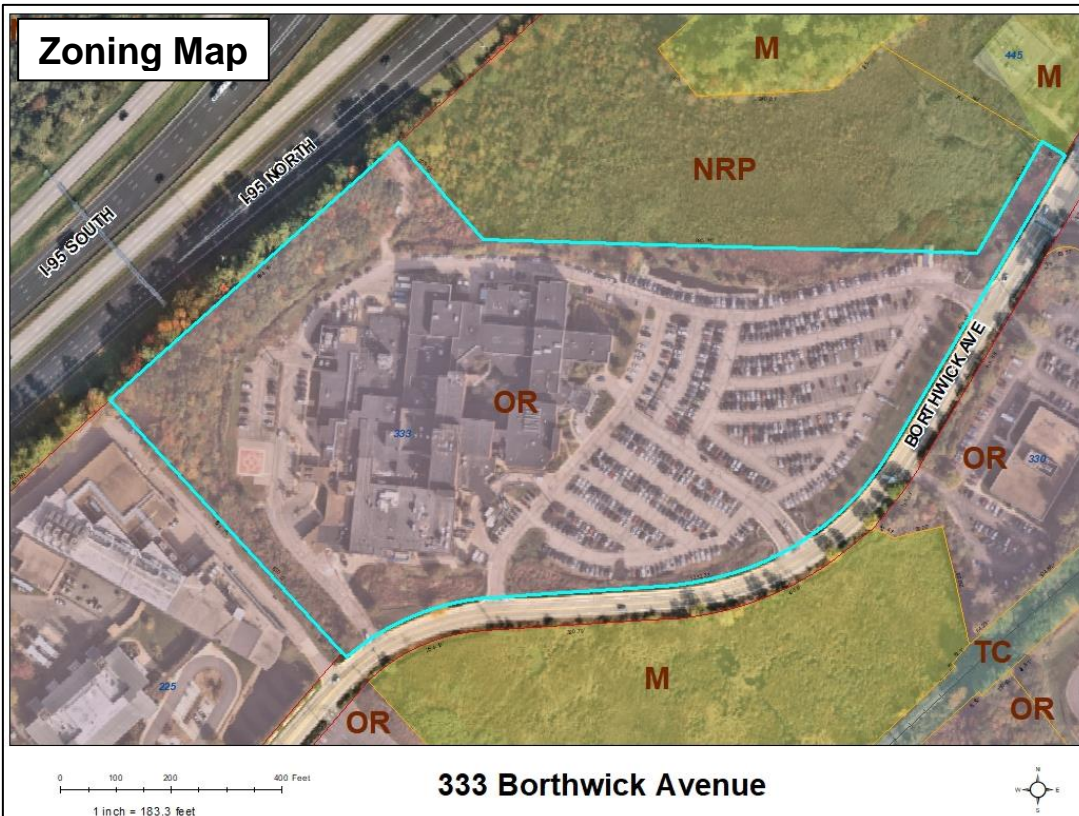 Zoning Map
M
445
M
I-95 NORTH
NRP
I-95 SOUTH
BORTHWICK AVE
OR
333
OR
330
TC
M
225
OR
OR
0 100 200 400 Feet
1 inch = 183.3 feet
333 Borthwick Avenue
N
W E
S